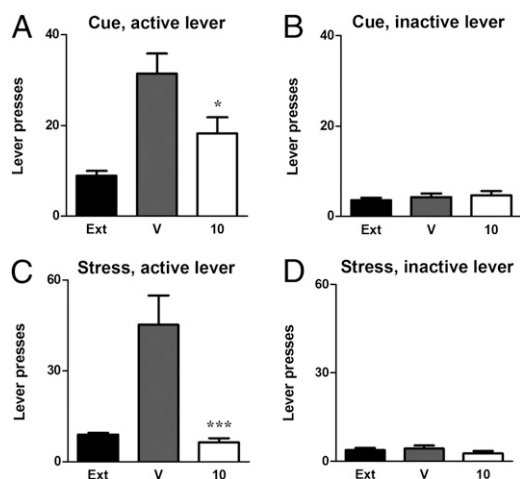 A
Cue, active lever
Lever presses
40
20
0
*
Ext V 10
B
Cue, inactive lever
Lever presses
40
20
0
Ext V 10
C
Stress, active lever
Lever presses
60
30
0
***
Ext V 10
D
Stress, inactive lever
Lever presses
60
30
0
Ext V 10